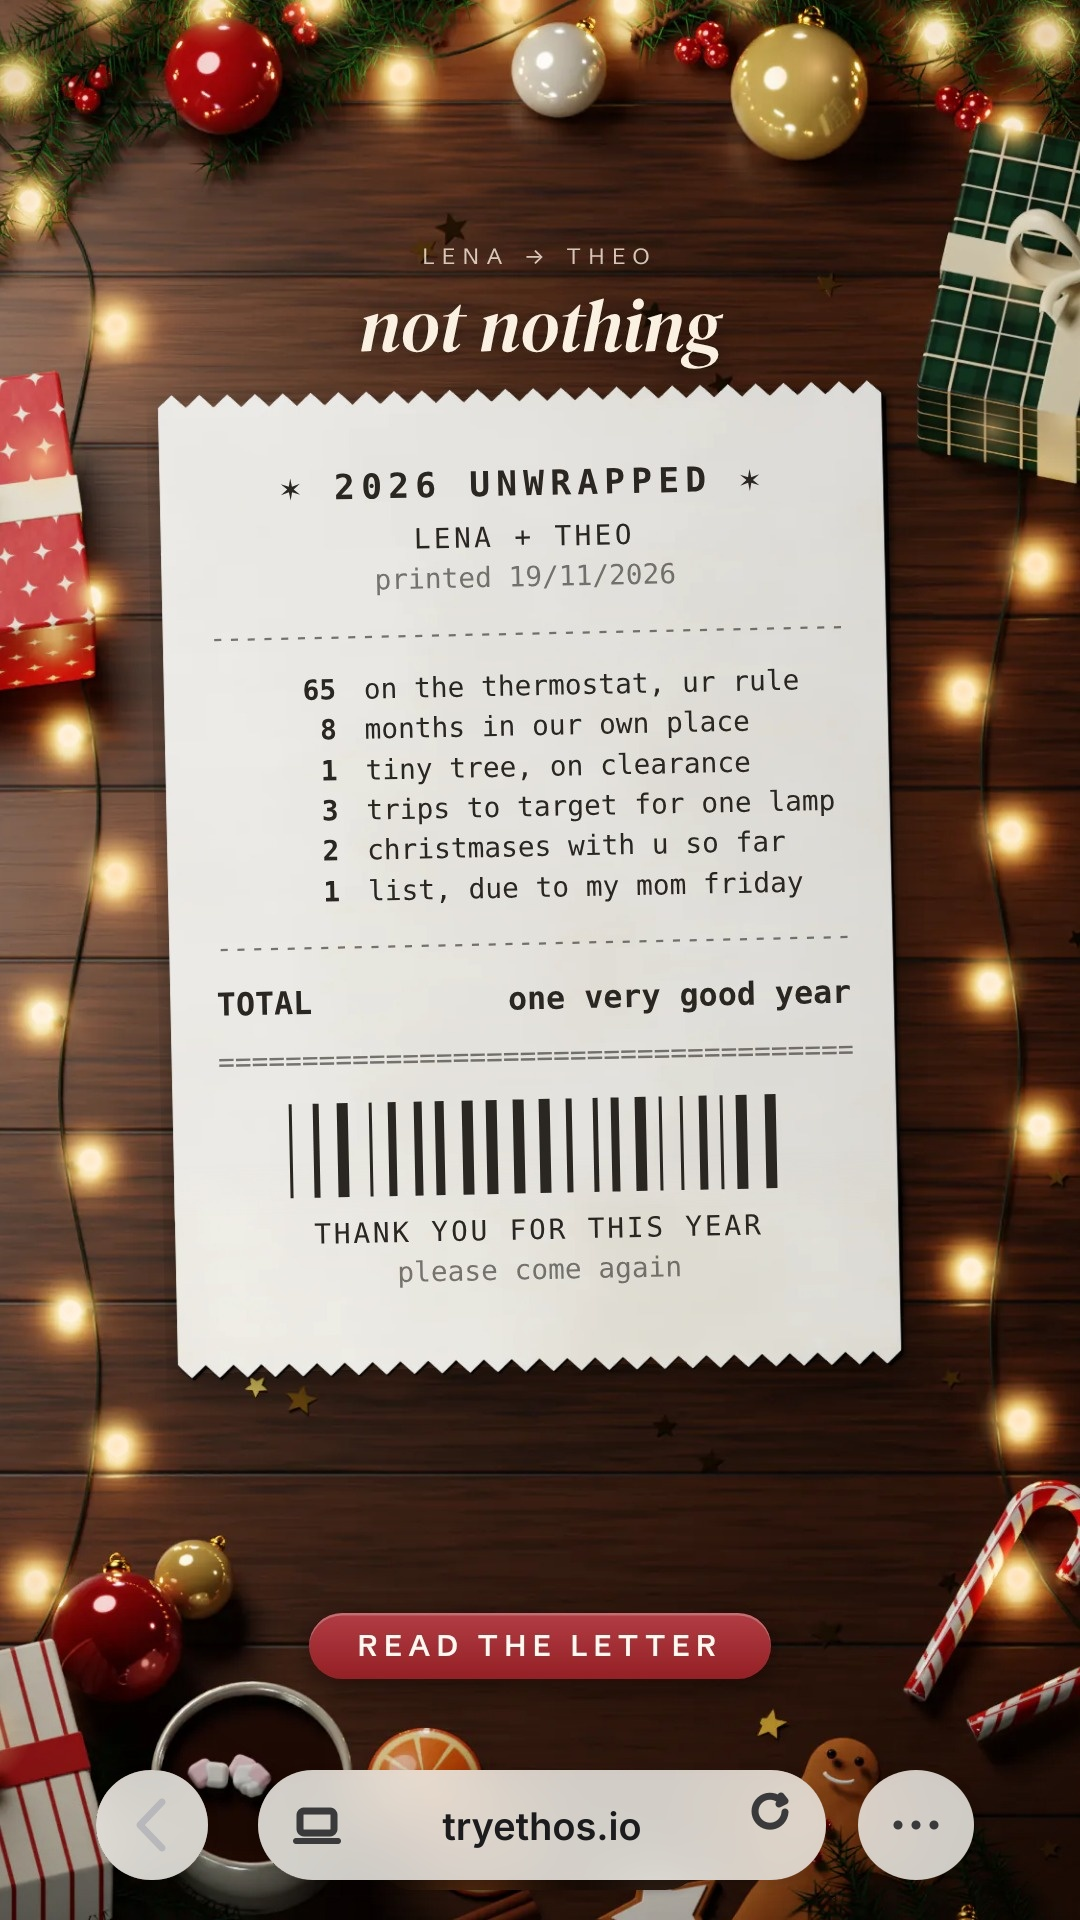 LENA → THEO
not nothing
✶ 2026 UNWRAPPED ✶
LENA + THEO
printed 19/11/2026
65 on the thermostat, ur rule
8 months in our own place
1 tiny tree, on clearance
3 trips to target for one lamp
2 christmases with u so far
1 list, due to my mom friday
TOTAL one very good year
THANK YOU FOR THIS YEAR
please come again
READ THE LETTER
tryethos.io